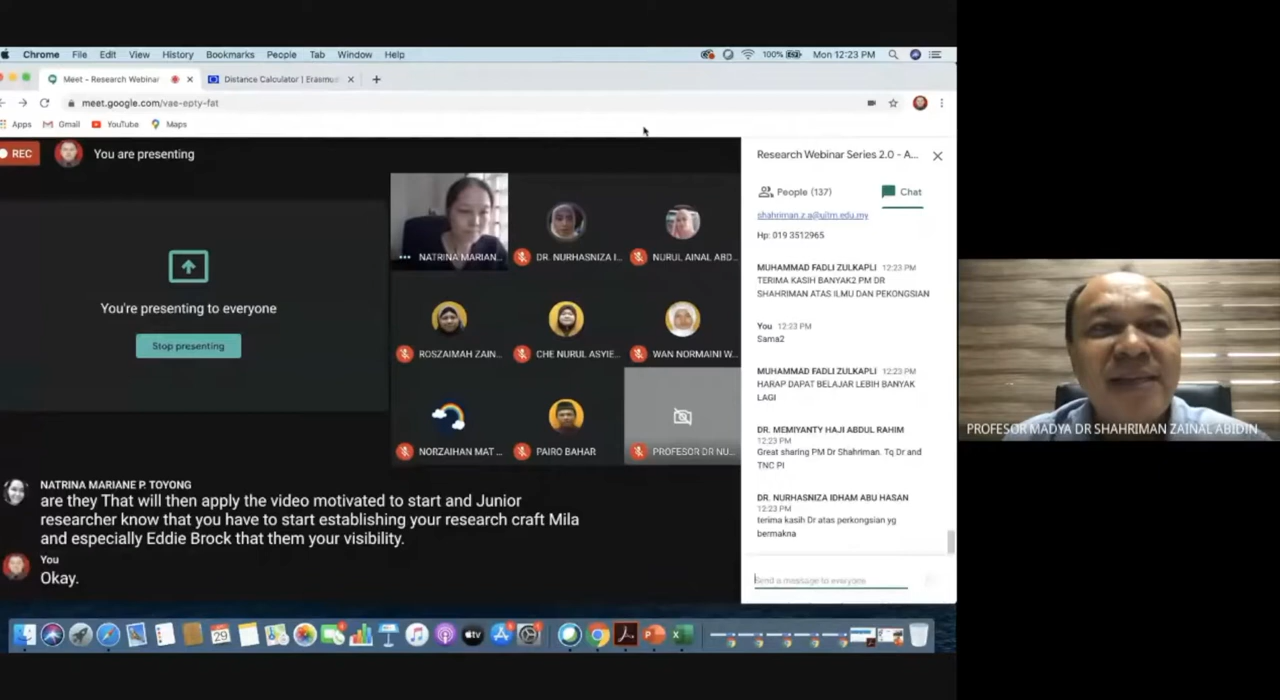 Chrome File Edit View History Bookmarks People Tab Window Help 100% Mon 12:23 PM
Meet - Research Webinar Distance Calculator | Erasmus
meet.google.com/vae-epty-fat
Apps Gmail YouTube Maps
REC You are presenting
You're presenting to everyone
Stop presenting
NATRINA MARIAN... DR. NURHASNIZA I... NURUL AINAL ABD...
ROSZAIMAH ZAIN... CHE NURUL ASYIE... WAN NORMAINI W...
NORZAIHAN MAT ... PAIRO BAHAR PROFESOR DR NU...
NATRINA MARIANE P. TOYONG
are they That will then apply the video motivated to start and Junior
researcher know that you have to start establishing your research craft Mila
and especially Eddie Brock that them your visibility.
You
Okay.
Research Webinar Series 2.0 - A...
People (137) Chat
shahriman.z.a@uitm.edu.my
Hp: 019 3512965
MUHAMMAD FADLI ZULKAPLI 12:23 PM
TERIMA KASIH BANYAK2 PM DR
SHAHRIMAN ATAS ILMU DAN PEKONGSIAN
You 12:23 PM
Sama2
MUHAMMAD FADLI ZULKAPLI 12:23 PM
HARAP DAPAT BELAJAR LEBIH BANYAK
LAGI
DR. MEMIYANTY HAJI ABDUL RAHIM
12:23 PM
Great sharing PM Dr Shahriman. Tq Dr and
TNC PI
DR. NURHASNIZA IDHAM ABU HASAN
12:23 PM
terima kasih Dr atas perkongsian yg
bermakna
Send a message to everyone
PROFESOR MADYA DR SHAHRIMAN ZAINAL ABIDIN
29
tv